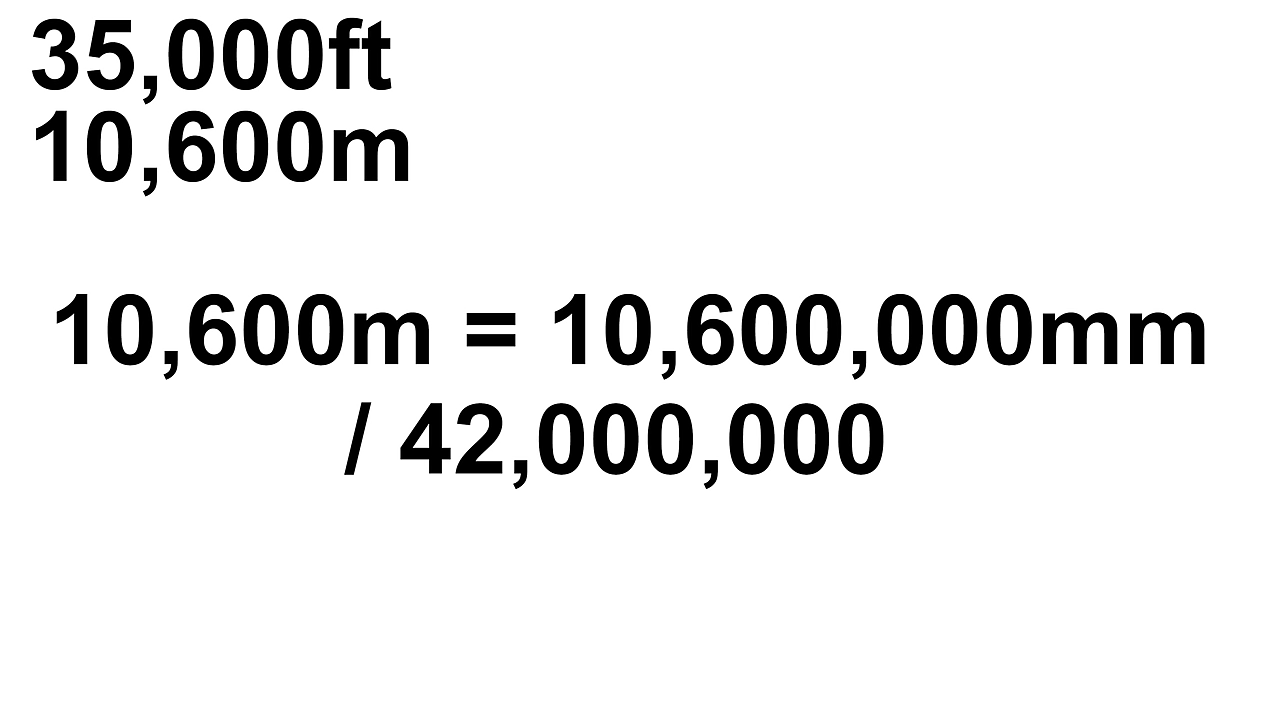 35,000ft
10,600m
10,600m = 10,600,000mm
/ 42,000,000